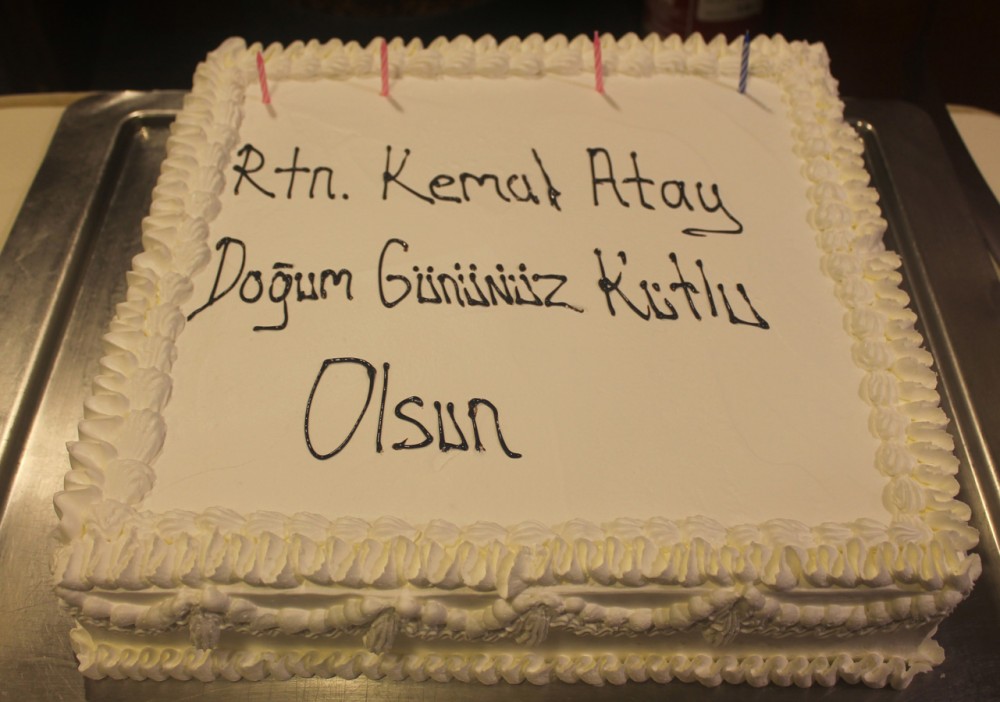 Rtn. Kemal Atay
Doğum Gününüz Kutlu
Olsun